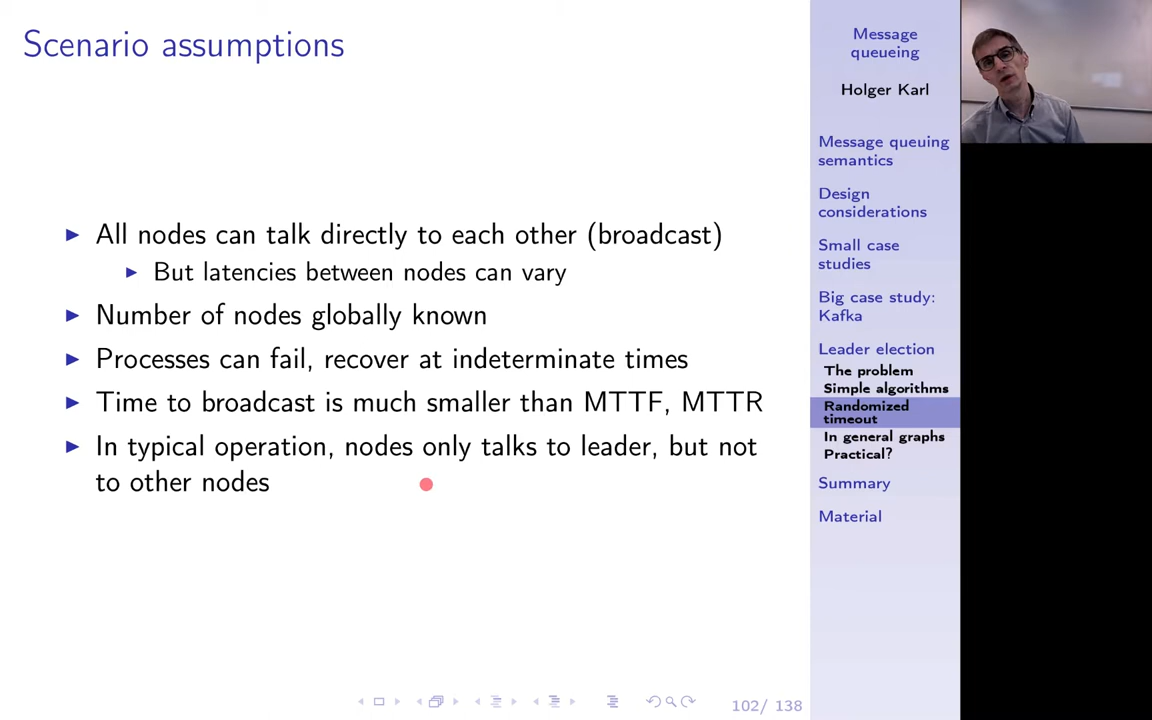 Scenario assumptions
All nodes can talk directly to each other (broadcast)
But latencies between nodes can vary
Number of nodes globally known
Processes can fail, recover at indeterminate times
Time to broadcast is much smaller than MTTF, MTTR
In typical operation, nodes only talks to leader, but not
to other nodes
102/ 138
Message
queueing
Holger Karl
Message queuing
semantics
Design
considerations
Small case
studies
Big case study:
Kafka
Leader election
The problem
Simple algorithms
Randomized
timeout
In general graphs
Practical?
Summary
Material